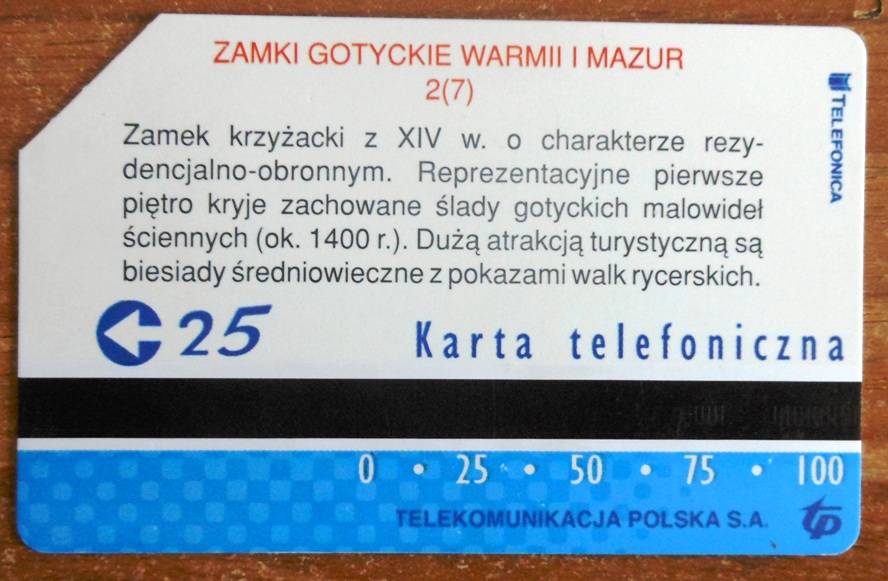 ZAMKI GOTYCKIE WARMII I MAZUR
2(7)
Zamek krzyżacki z XIV w. o charakterze rezy-
dencjalno-obronnym. Reprezentacyjne pierwsze
piętro kryje zachowane ślady gotyckich malowideł
ściennych (ok. 1400 r.). Dużą atrakcją turystyczną są
biesiady średniowieczne z pokazami walk rycerskich.
TELEFONICA
25
Karta telefoniczna
0 • 25 • 50 • 75 • 100
TELEKOMUNIKACJA POLSKA S.A. tp